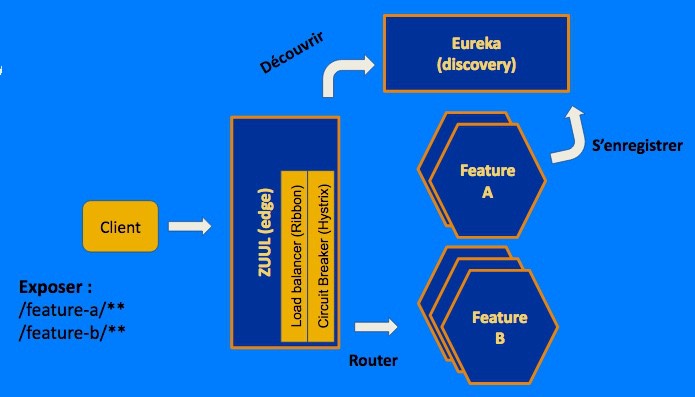 Découvrir
Eureka
(discovery)
S'enregistrer
Feature
A
Client
ZUUL (edge)
Load balancer (Ribbon)
Circuit Breaker (Hystrix)
Exposer :
/feature-a/**
/feature-b/**
Router
Feature
B